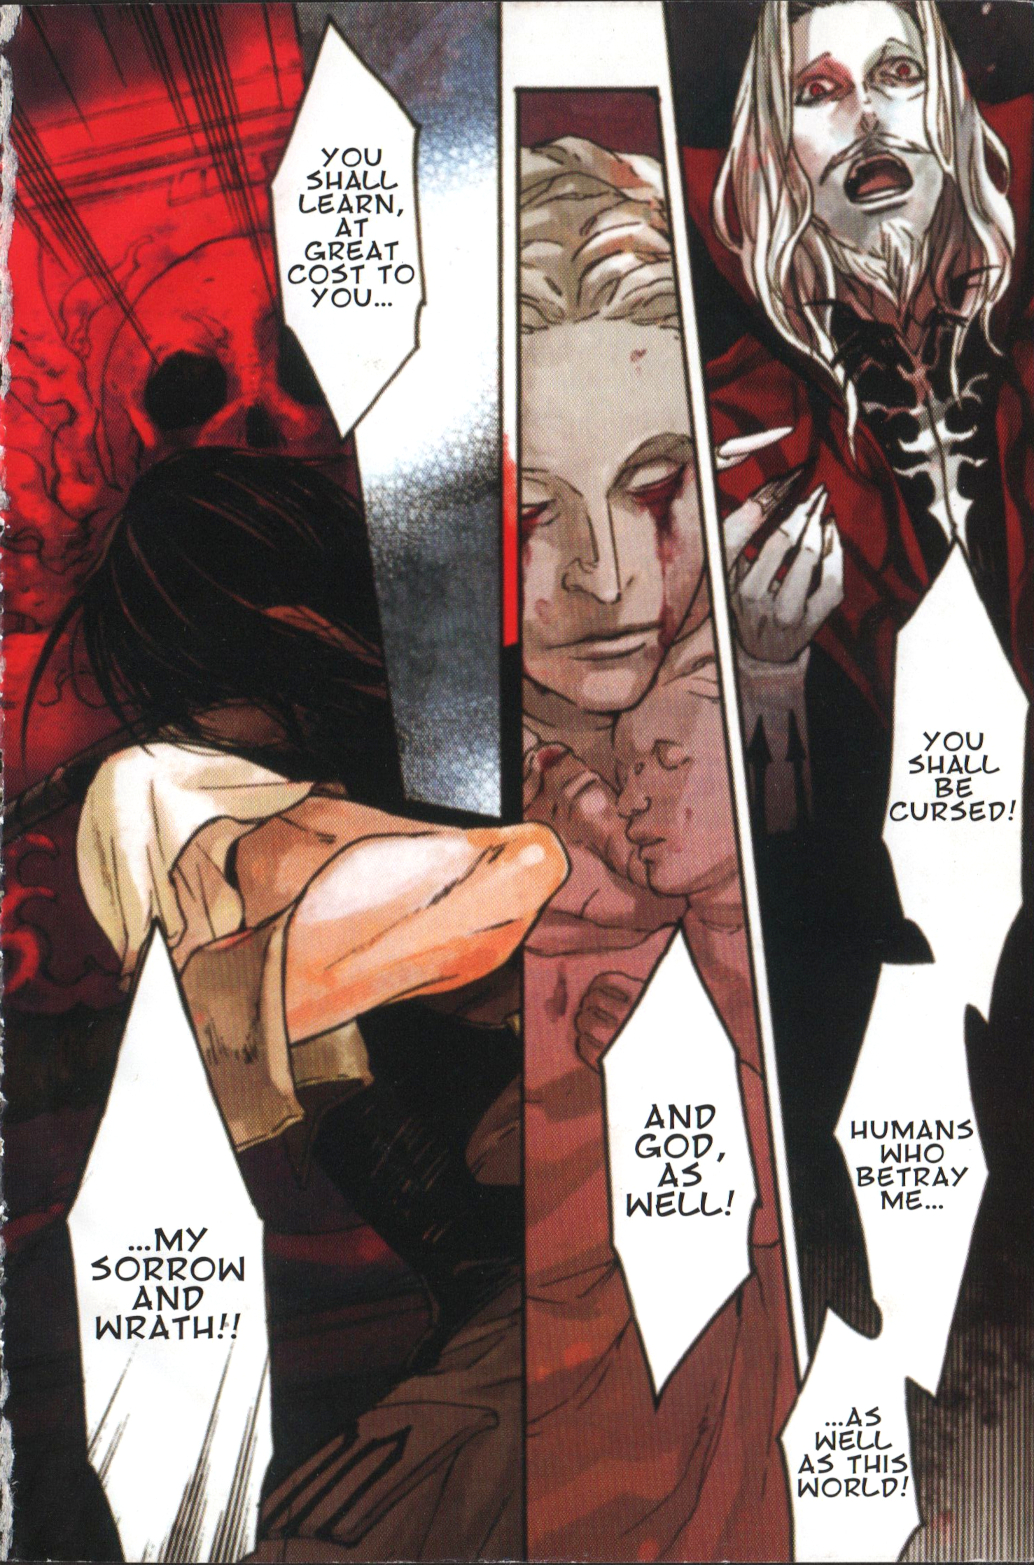 YOU
SHALL
BE
CURSED!
HUMANS
WHO
BETRAY
ME...
...AS
WELL
AS THIS
WORLD!
AND
GOD,
AS
WELL!
YOU
SHALL
LEARN,
AT
GREAT
COST TO
YOU...
...MY
SORROW
AND
WRATH!!